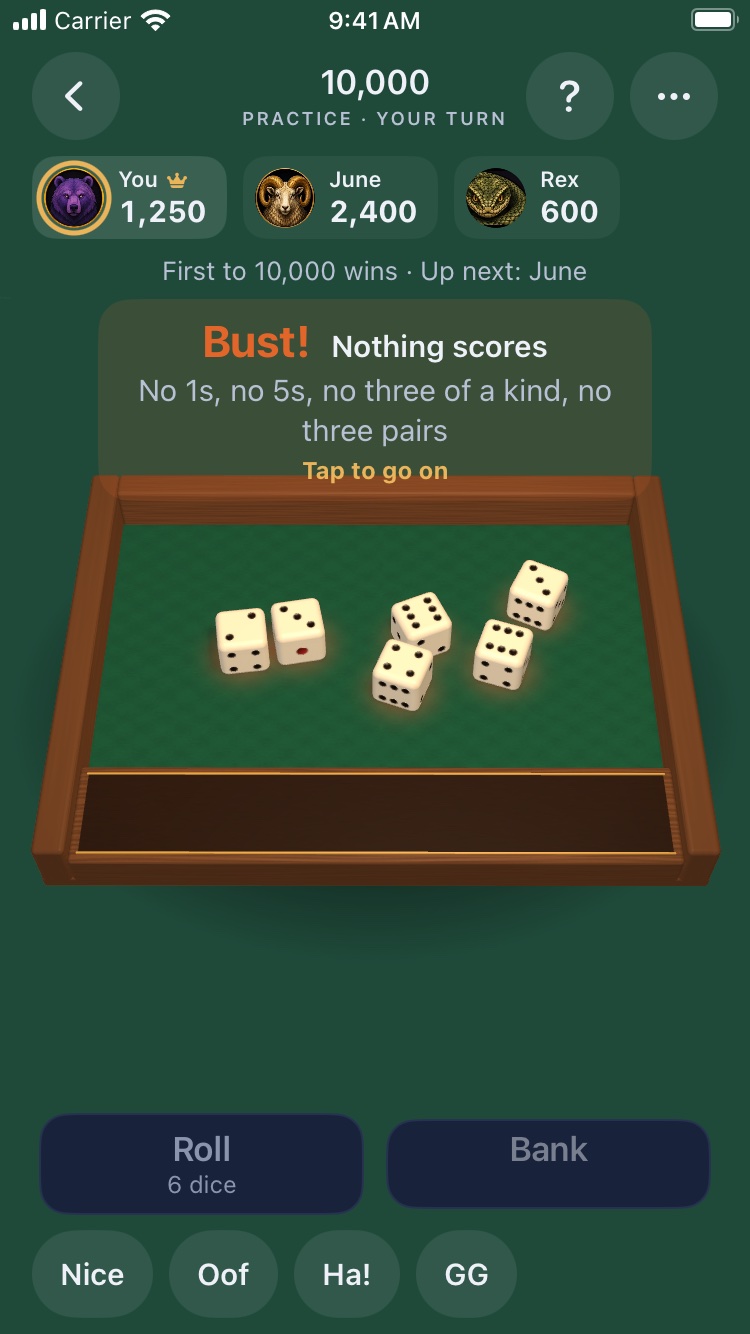 Carrier
9:41 AM
10,000
PRACTICE · YOUR TURN
?
You
1,250
June
2,400
Rex
600
First to 10,000 wins · Up next: June
Bust! Nothing scores
No 1s, no 5s, no three of a kind, no
three pairs
Tap to go on
Roll
6 dice
Bank
Nice
Oof
Ha!
GG